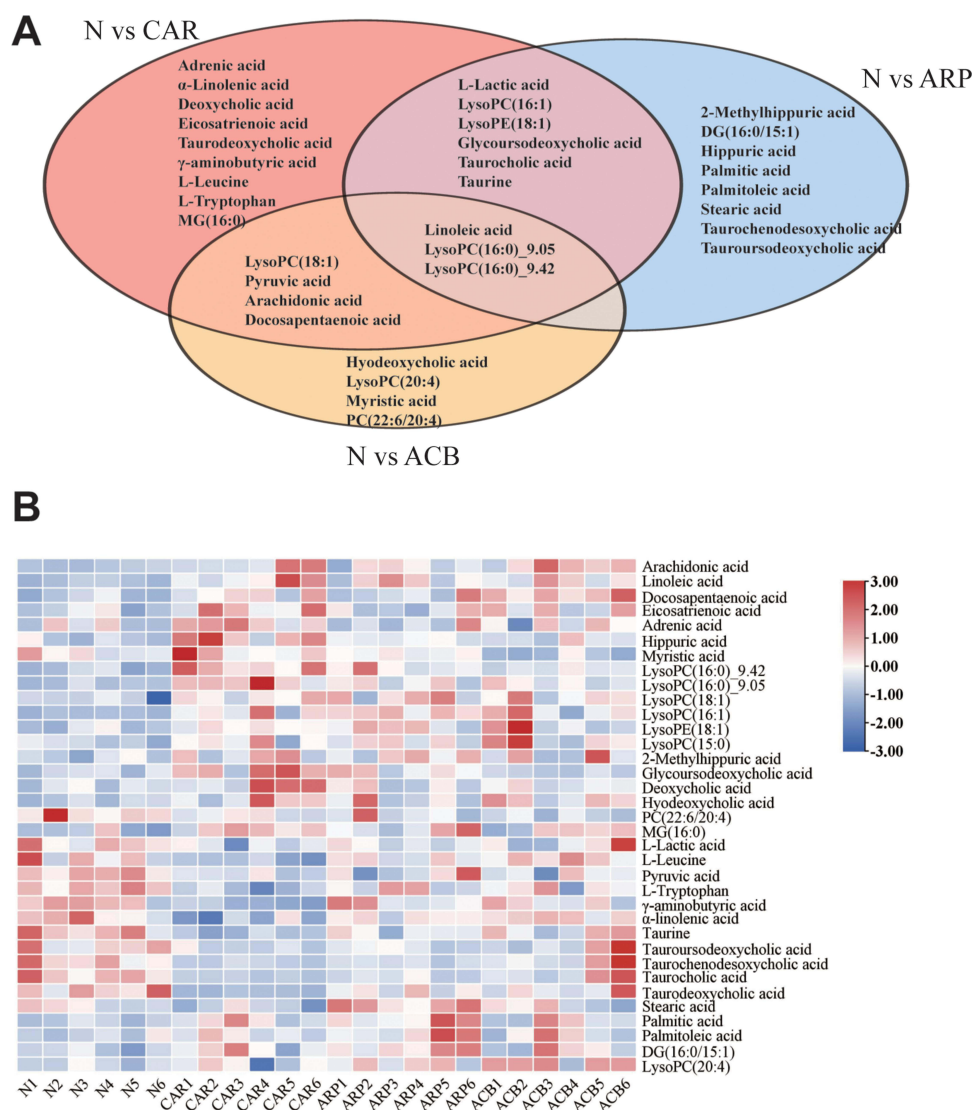 A
N vs CAR
N vs ARP
Adrenic acid
α-Linolenic acid
Deoxycholic acid
Eicosatrienoic acid
Taurodeoxycholic acid
γ-aminobutyric acid
L-Leucine
L-Tryptophan
MG(16:0)
L-Lactic acid
LysoPC(16:1)
LysoPE(18:1)
Glycoursodeoxycholic acid
Taurocholic acid
Taurine
2-Methylhippuric acid
DG(16:0/15:1)
Hippuric acid
Palmitic acid
Palmitoleic acid
Stearic acid
Taurochenodesoxycholic acid
Tauroursodeoxycholic acid
Linoleic acid
LysoPC(16:0)_9.05
LysoPC(16:0)_9.42
LysoPC(18:1)
Pyruvic acid
Arachidonic acid
Docosapentaenoic acid
Hyodeoxycholic acid
LysoPC(20:4)
Myristic acid
PC(22:6/20:4)
N vs ACB
B
Arachidonic acid
Linoleic acid
Docosapentaenoic acid
Eicosatrienoic acid
Adrenic acid
Hippuric acid
Myristic acid
LysoPC(16:0)_9.42
LysoPC(16:0)_9.05
LysoPC(18:1)
LysoPC(16:1)
LysoPE(18:1)
LysoPC(15:0)
2-Methylhippuric acid
Glycoursodeoxycholic acid
Deoxycholic acid
Hyodeoxycholic acid
PC(22:6/20:4)
MG(16:0)
L-Lactic acid
L-Leucine
Pyruvic acid
L-Tryptophan
γ-aminobutyric acid
α-linolenic acid
Taurine
Tauroursodeoxycholic acid
Taurochenodesoxycholic acid
Taurocholic acid
Taurodeoxycholic acid
Stearic acid
Palmitic acid
Palmitoleic acid
DG(16:0/15:1)
LysoPC(20:4)
3.00
2.00
1.00
0.00
-1.00
-2.00
-3.00
N1 N2 N3 N4 N5 N6 CAR1 CAR2 CAR3 CAR4 CAR5 CAR6 ARP1 ARP2 ARP3 ARP4 ARP5 ARP6 ACB1 ACB2 ACB3 ACB4 ACB5 ACB6